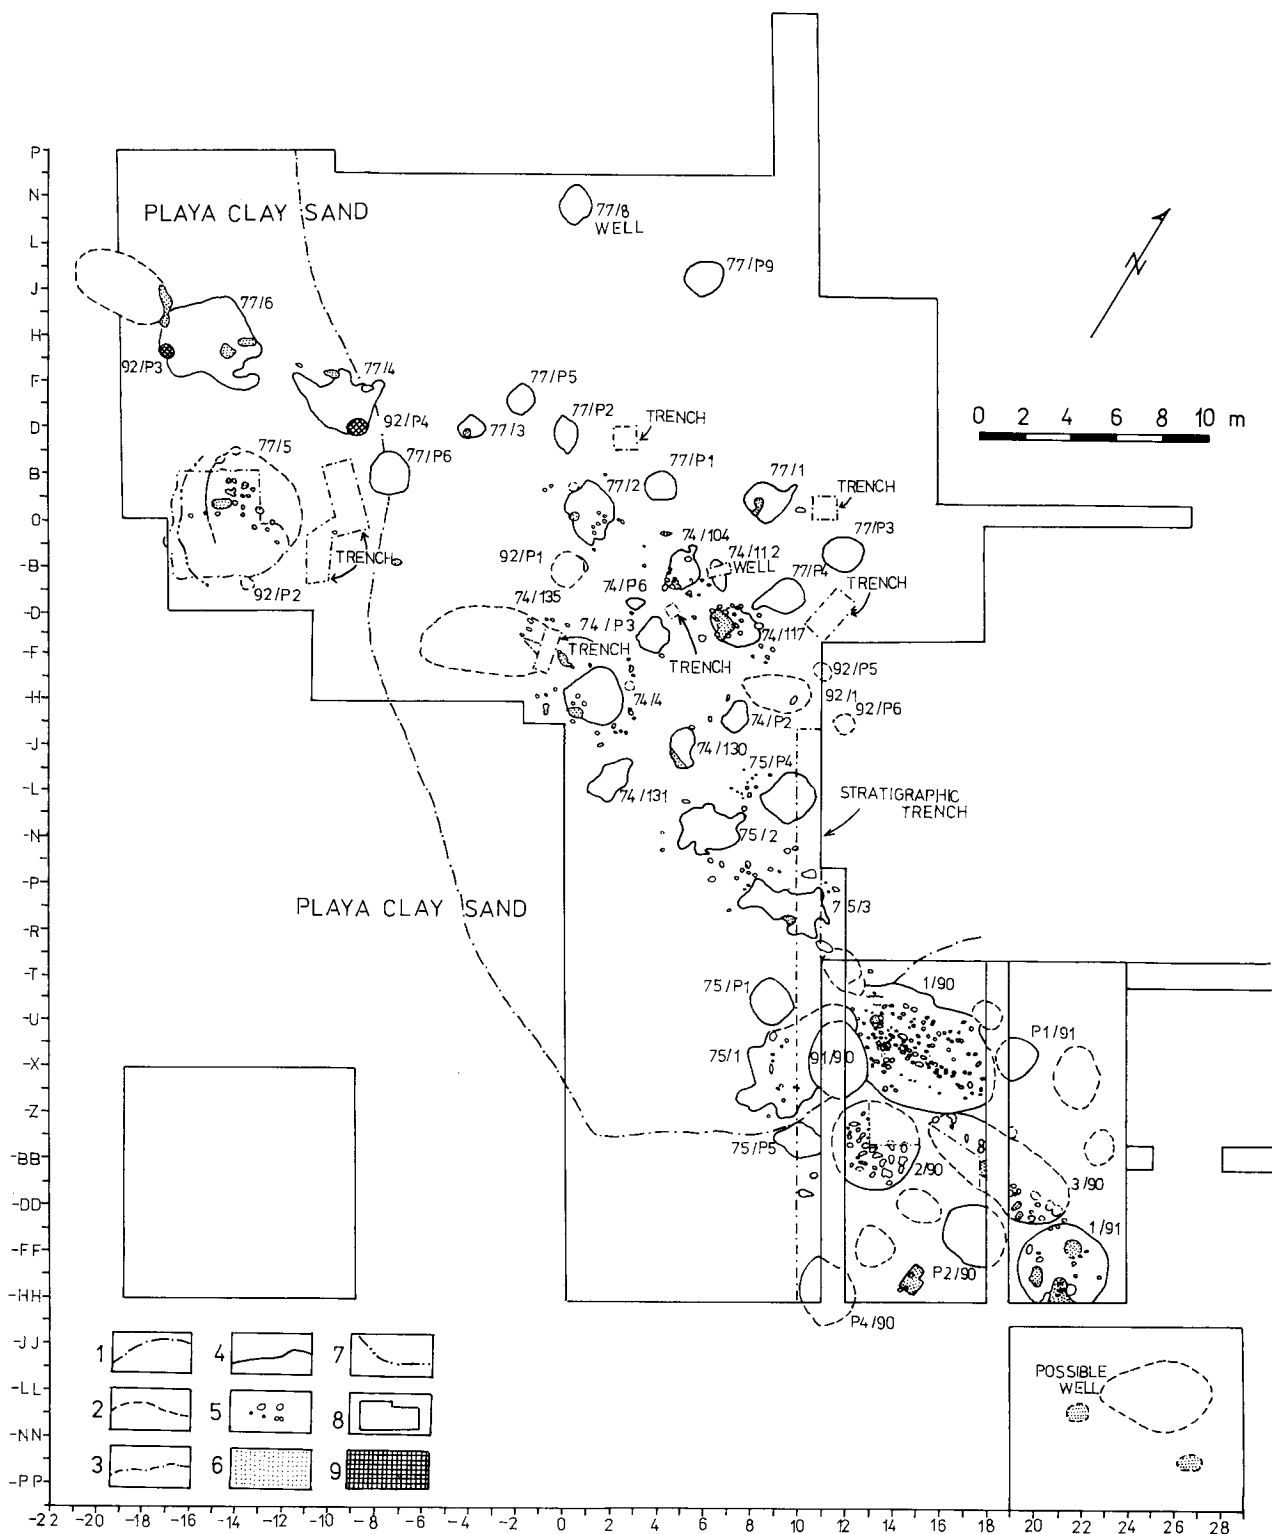 P
N
PLAYA CLAY SAND
77/8
WELL
L
77/P9
N
J
77/6
H
92/P3
77/4
F
77/P5
0 2 4 6 8 10 m
77/P2
TRENCH
D
92/P4
77/3
77/5
77/P6
B
77/P1
77/1
77/2
TRENCH
0
77/P3
74/104
74/112
WELL
TRENCH
92/P1
-B
77/P4
92/P2
74/P6
TRENCH
74/135
-D
74/P3
74/117
TRENCH
TRENCH
-F
92/P5
92/1
92/P6
-H
74/4
74/P2
-J
74/130
75/P4
-L
74/131
STRATIGRAPHIC
TRENCH
-N
75/2
-P
PLAYA CLAY SAND
75/3
-R
-T
1/90
75/P1
-U
P1/91
75/1
91/90
-X
-Z
75/P5
-BB
2/90
3/90
-DD
1/91
-FF
P2/90
-HH
P4/90
-JJ
1 4 7
POSSIBLE
WELL
-LL
2 5 8
-NN
3 6 9
-PP
-22 -20 -18 -16 -14 -12 -10 -8 -6 -4 -2 0 2 4 6 8 10 12 14 16 18 20 22 24 26 28